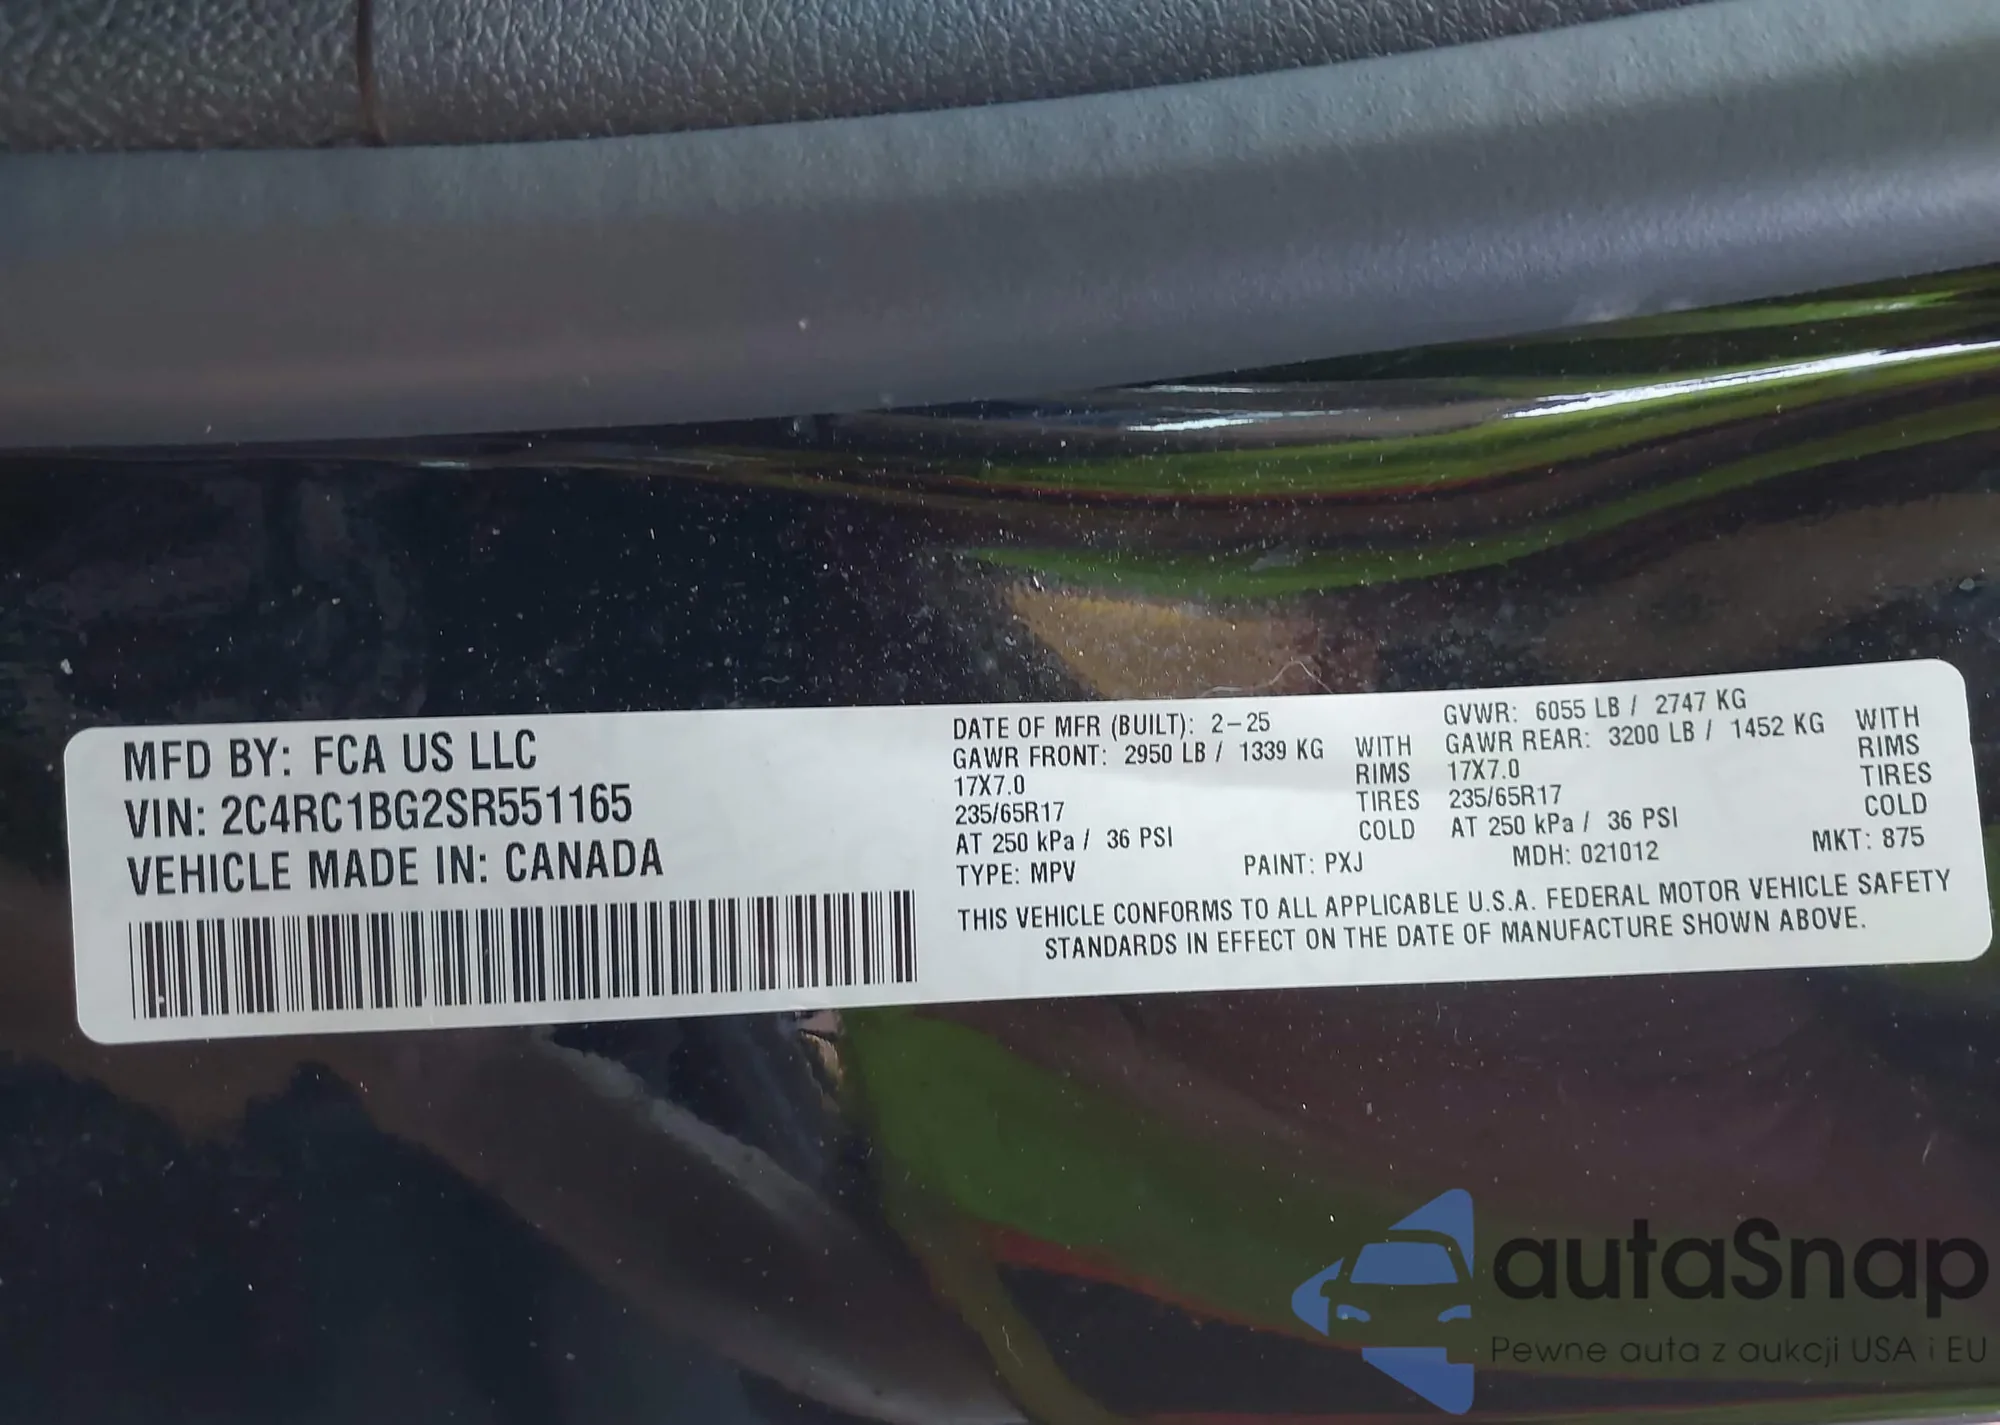 MFD BY: FCA US LLC
VIN: 2C4RC1BG2SR551165
VEHICLE MADE IN: CANADA
DATE OF MFR (BUILT): 2-25
GAWR FRONT: 2950 LB / 1339 KG WITH
17X7.0 RIMS
235/65R17 TIRES
AT 250 kPa / 36 PSI COLD
GVWR: 6055 LB / 2747 KG
GAWR REAR: 3200 LB / 1452 KG WITH
17X7.0 RIMS
235/65R17 TIRES
AT 250 kPa / 36 PSI COLD
TYPE: MPV PAINT: PXJ MDH: 021012 MKT: 875
THIS VEHICLE CONFORMS TO ALL APPLICABLE U.S.A. FEDERAL MOTOR VEHICLE SAFETY
STANDARDS IN EFFECT ON THE DATE OF MANUFACTURE SHOWN ABOVE.
autaSnap
Pewne auta z aukcji USA i EU